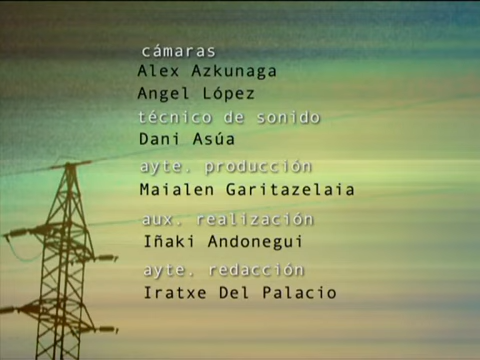 cámaras
Alex Azkunaga
Angel López
técnico de sonido
Dani Asúa
ayte. producción
Maialen Garitazelaia
aux. realización
Iñaki Andonegui
ayte. redacción
Iratxe Del Palacio